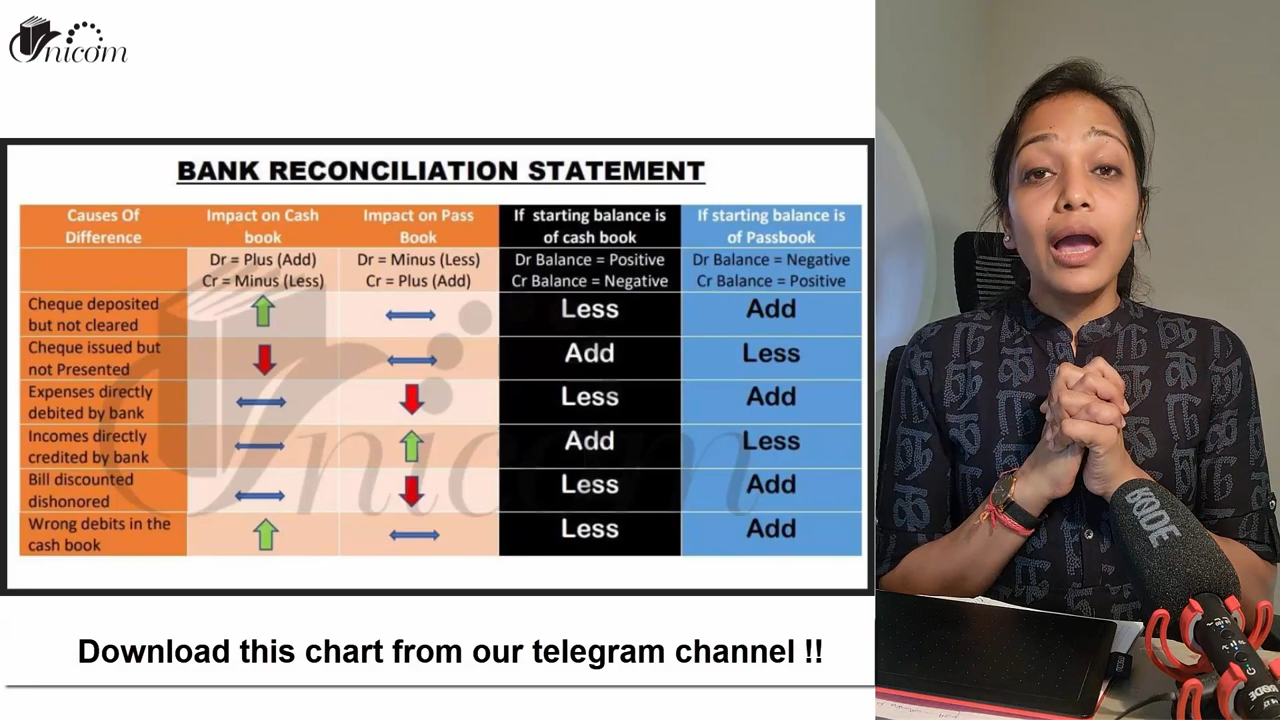 Unicom
BANK RECONCILIATION STATEMENT
Causes Of Difference
Impact on Cash book
Impact on Pass Book
If starting balance is of cash book
If starting balance is of Passbook
Dr = Plus (Add)
Cr = Minus (Less)
Dr = Minus (Less)
Cr = Plus (Add)
Dr Balance = Positive
Cr Balance = Negative
Dr Balance = Negative
Cr Balance = Positive
Cheque deposited but not cleared
Less
Add
Cheque issued but not Presented
Add
Less
Expenses directly debited by bank
Less
Add
Incomes directly credited by bank
Add
Less
Bill discounted dishonored
Less
Add
Wrong debits in the cash book
Less
Add
Unicom
Download this chart from our telegram channel !!
RØDE
RØDE